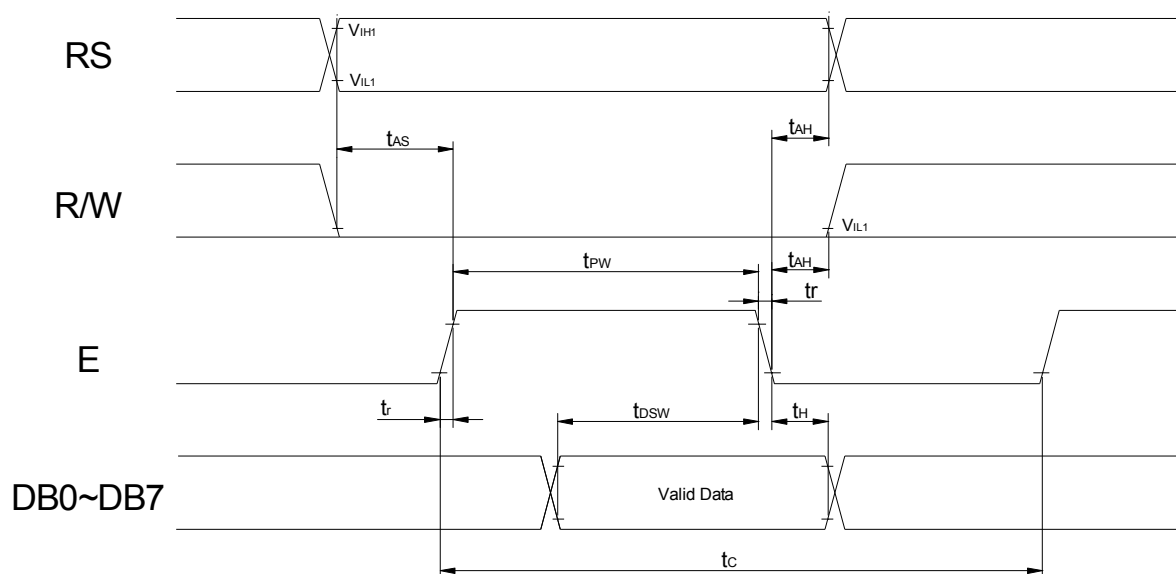 RS
VIH1
VIL1
tAS
tAH
R/W
VIL1
tPW
tAH
tr
E
tr
tDSW
tH
DB0~DB7
Valid Data
tC